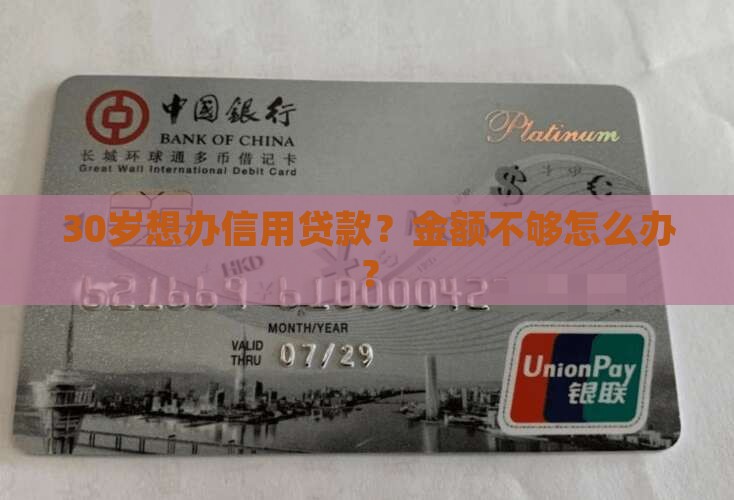 中国银行
BANK OF CHINA
长城环球通多币借记卡
Great Wall International Debit Card
Platinum
30岁想办信用贷款？金额不够怎么办
？
HKD
MONTH/YEAR
VALID
THRU
07/29
UnionPay
银联